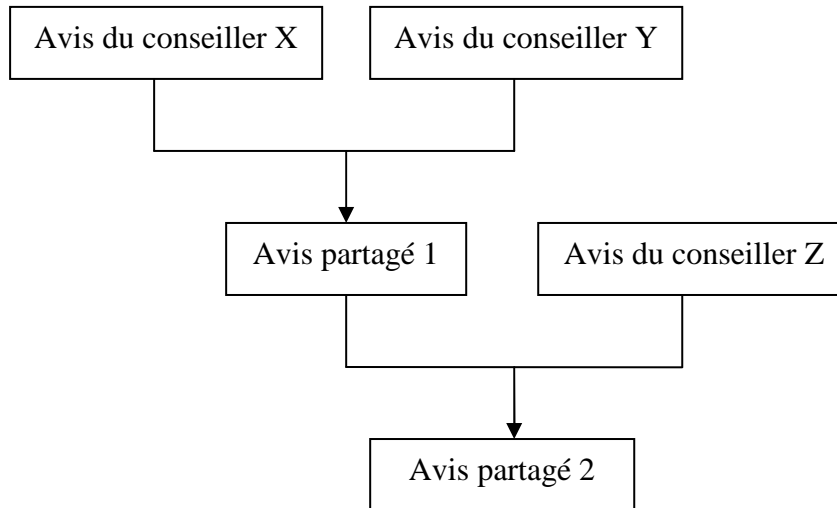 Avis du conseiller X
Avis du conseiller Y
Avis partagé 1
Avis du conseiller Z
Avis partagé 2